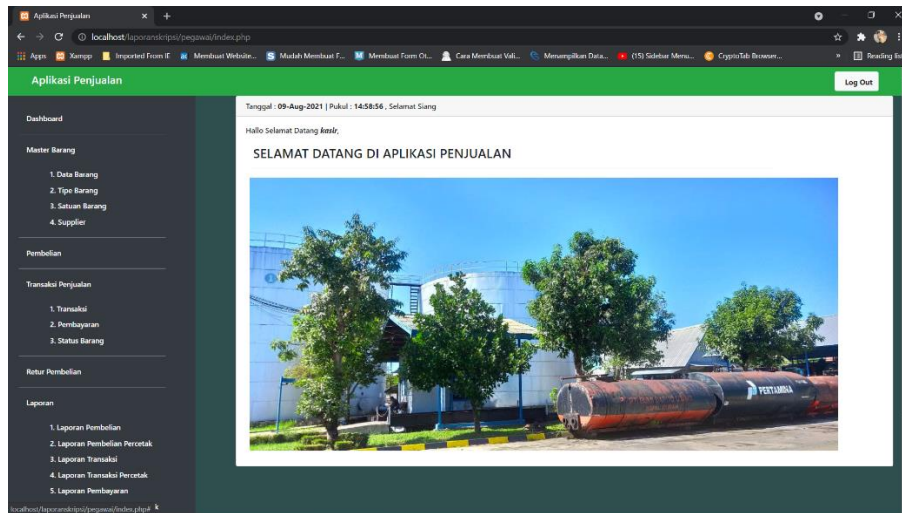 Aplikasi Penjualan
localhost/laporanskripsi/pegawai/index.php
Apps Xampp Imported From IE Membuat Website... Mudah Membuat F... Membuat Form Ot... Cara Membuat Vali... Menampilkan Data... (15) Sidebar Menu... CryptoTab Browser... » Reading list
Aplikasi Penjualan
Log Out
Dashboard
Master Barang
1. Data Barang
2. Tipe Barang
3. Satuan Barang
4. Supplier
Pembelian
Transaksi Penjualan
1. Transaksi
2. Pembayaran
3. Status Barang
Retur Pembelian
Laporan
1. Laporan Pembelian
2. Laporan Pembelian Percetak
3. Laporan Transaksi
4. Laporan Transaksi Percetak
5. Laporan Pembayaran
localhost/laporanskripsi/pegawai/index.php#
Tanggal : 09-Aug-2021 | Pukul : 14:58:56 , Selamat Siang
Hallo Selamat Datang kasir,
SELAMAT DATANG DI APLIKASI PENJUALAN
PERTAMINA